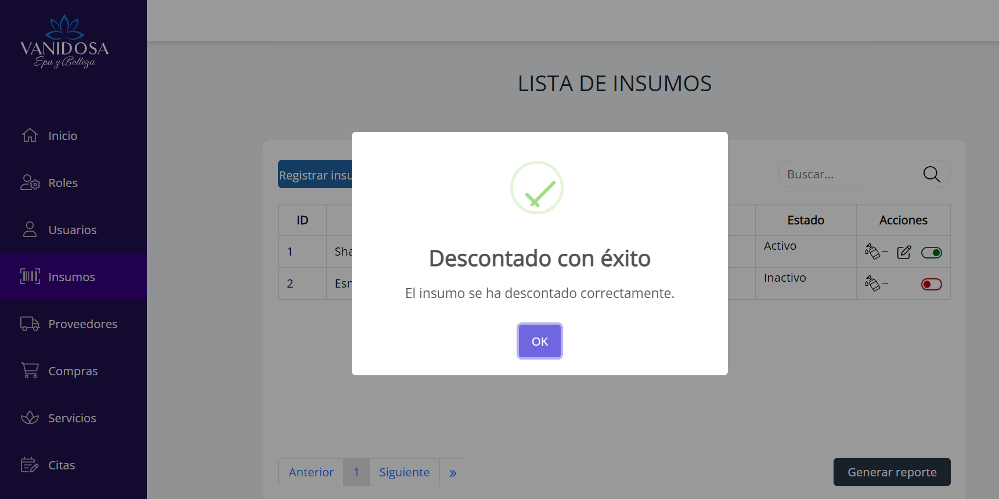 VANIDOSA
Spa y Belleza
Inicio
Roles
Usuarios
Insumos
Proveedores
Compras
Servicios
Citas
LISTA DE INSUMOS
Registrar insu
Buscar...
ID Estado Acciones
1 Sha Activo
2 Esm Inactivo
Descontado con éxito
El insumo se ha descontado correctamente.
OK
Anterior 1 Siguiente »
Generar reporte